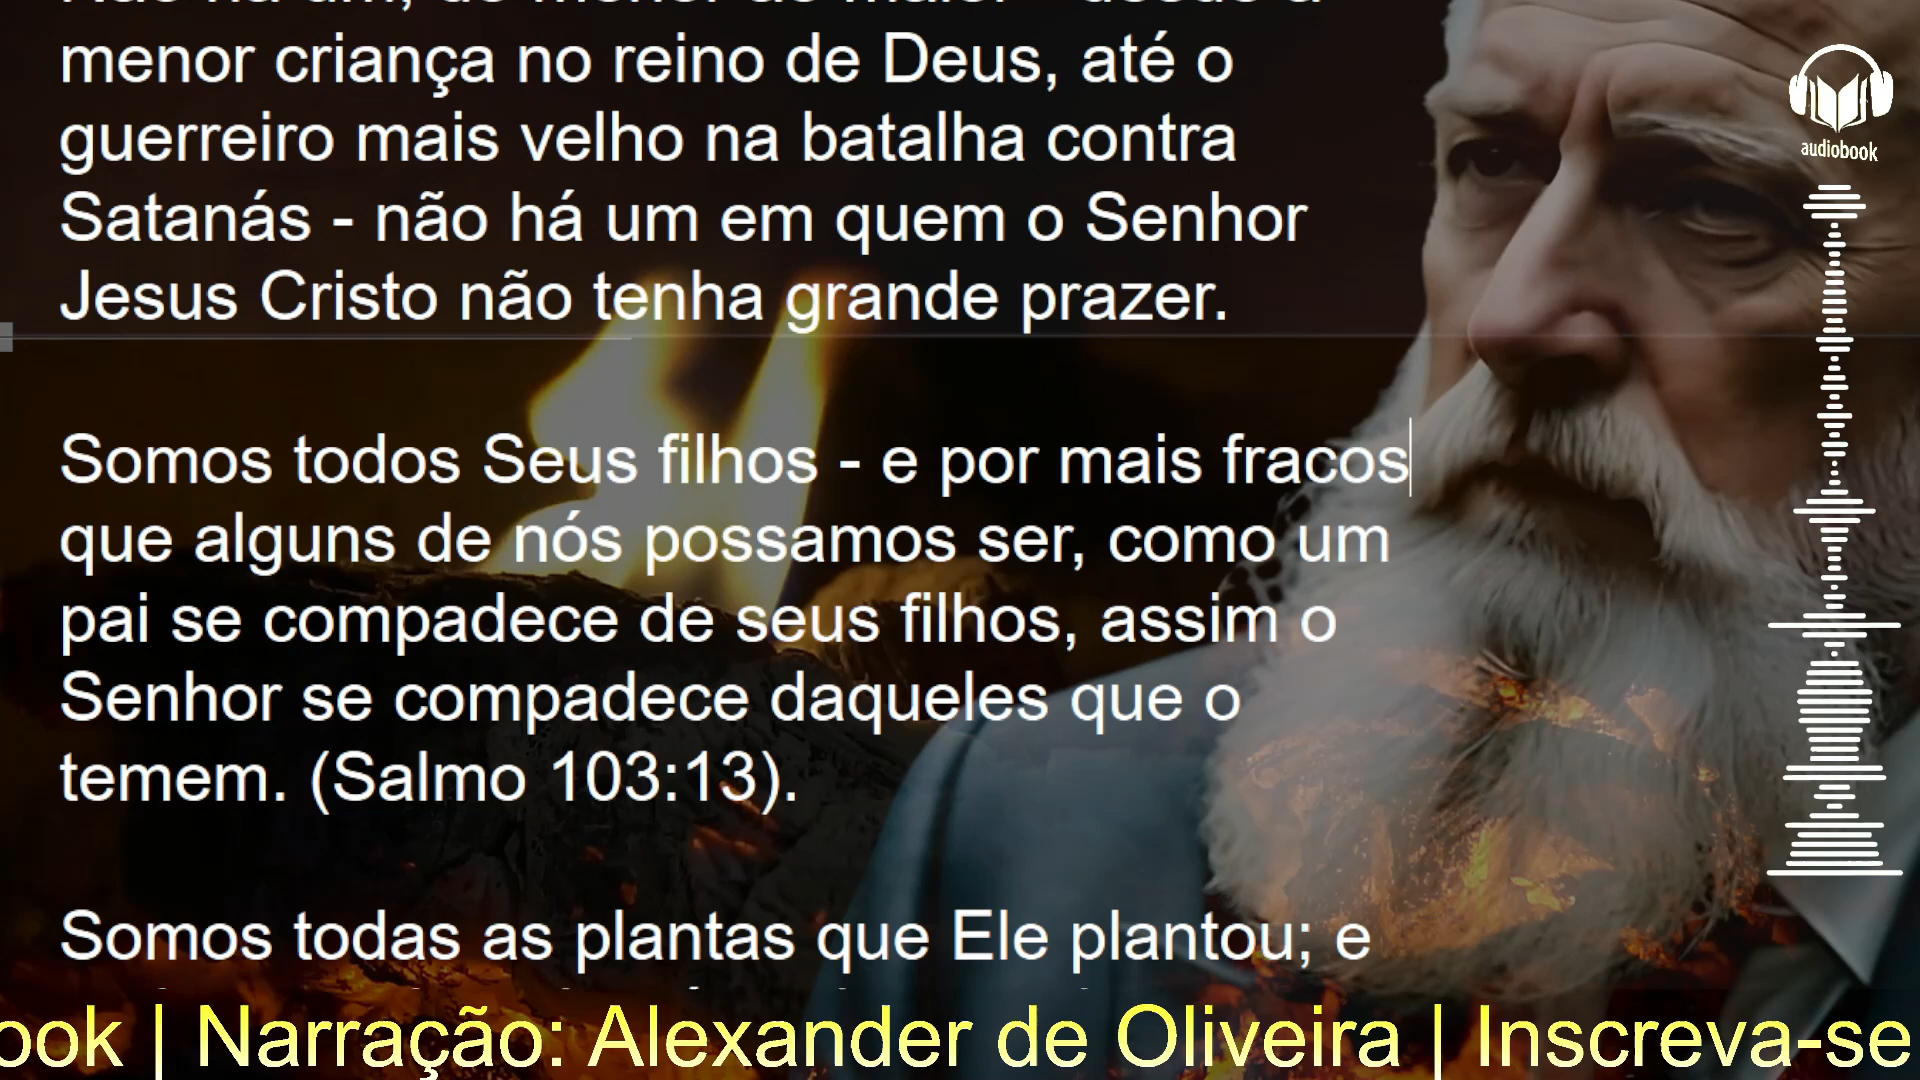 menor criança no reino de Deus, até o
guerreiro mais velho na batalha contra
Satanás - não há um em quem o Senhor
Jesus Cristo não tenha grande prazer.
Somos todos Seus filhos - e por mais fracos
que alguns de nós possamos ser, como um
pai se compadece de seus filhos, assim o
Senhor se compadece daqueles que o
temem. (Salmo 103:13).
Somos todas as plantas que Ele plantou; e
ook | Narração: Alexander de Oliveira | Inscreva-se
audiobook